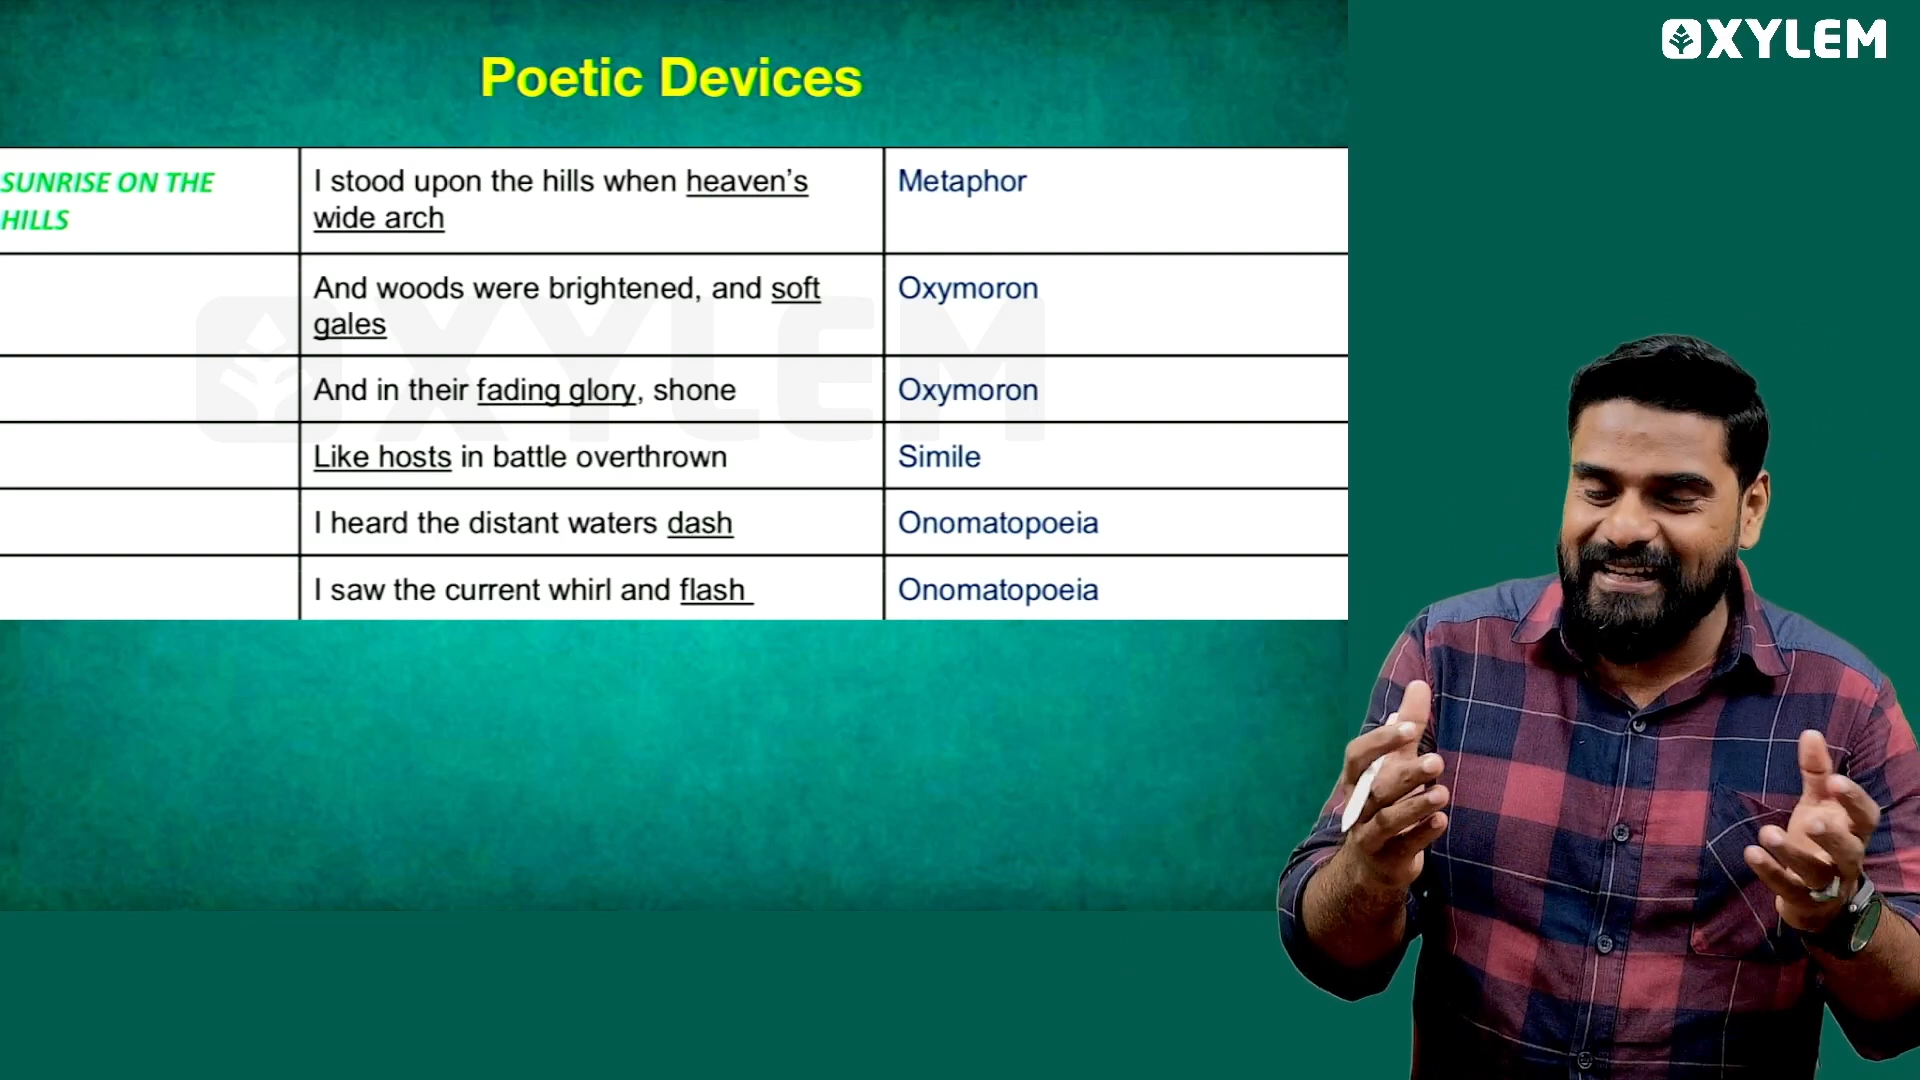 OXYLEM
Poetic Devices
SUNRISE ON THE
HILLS
I stood upon the hills when heaven’s
wide arch
Metaphor
And woods were brightened, and soft
gales
Oxymoron
And in their fading glory, shone
Oxymoron
Like hosts in battle overthrown
Simile
I heard the distant waters dash
Onomatopoeia
I saw the current whirl and flash
Onomatopoeia
OXYLEM